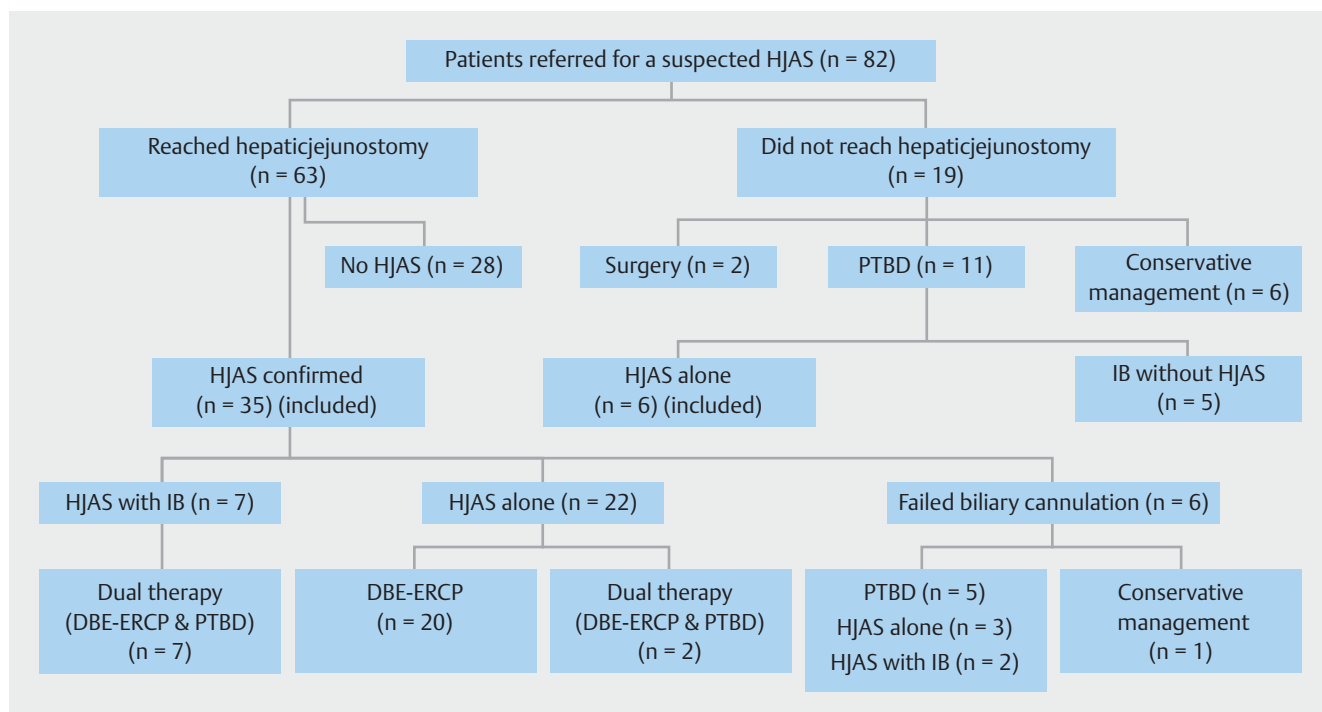 Patients referred for a suspected HJAS (n = 82)
Reached hepaticjejunostomy
(n = 63)
Did not reach hepaticjejunostomy
(n = 19)
No HJAS (n = 28)
Surgery (n = 2)
PTBD (n = 11)
Conservative
management (n = 6)
HJAS confirmed
(n = 35) (included)
HJAS alone
(n = 6) (included)
IB without HJAS
(n = 5)
HJAS with IB (n = 7)
HJAS alone (n = 22)
Failed biliary cannulation (n = 6)
Dual therapy
(DBE-ERCP & PTBD)
(n = 7)
DBE-ERCP
(n = 20)
Dual therapy
(DBE-ERCP & PTBD)
(n = 2)
PTBD (n = 5)
HJAS alone (n = 3)
HJAS with IB (n = 2)
Conservative
management
(n = 1)